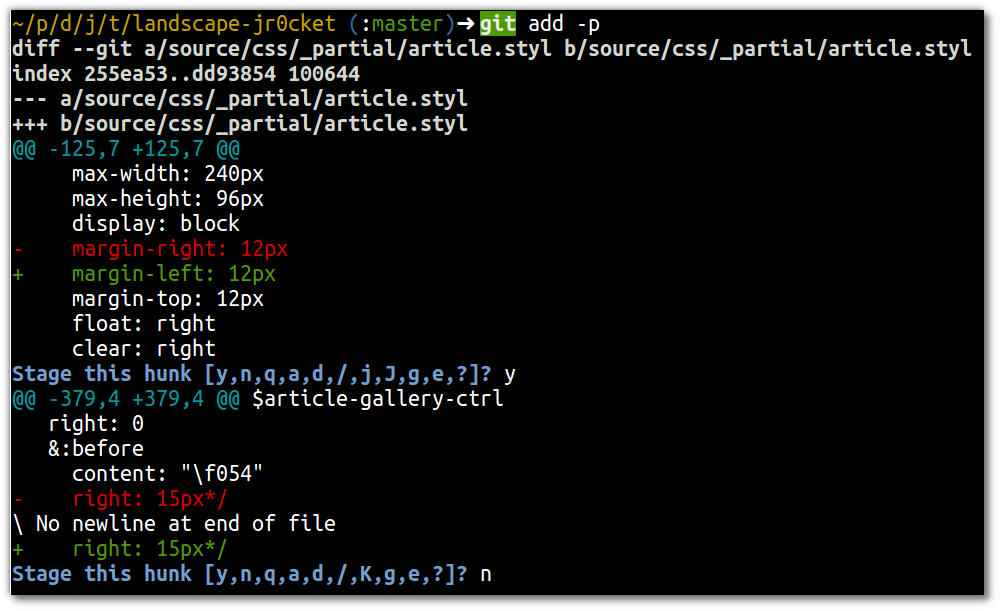 ~/p/d/j/t/landscape-jr0cket (:master)➜git add -p
diff --git a/source/css/_partial/article.styl b/source/css/_partial/article.styl
index 255ea53..dd93854 100644
--- a/source/css/_partial/article.styl
+++ b/source/css/_partial/article.styl
@@ -125,7 +125,7 @@
     max-width: 240px
     max-height: 96px
     display: block
-    margin-right: 12px
+    margin-left: 12px
     margin-top: 12px
     float: right
     clear: right
Stage this hunk [y,n,q,a,d,/,j,J,g,e,?]? y
@@ -379,4 +379,4 @@ $article-gallery-ctrl
   right: 0
   &:before
     content: "\f054"
-    right: 15px*/
\ No newline at end of file
+    right: 15px*/
Stage this hunk [y,n,q,a,d,/,K,g,e,?]? n